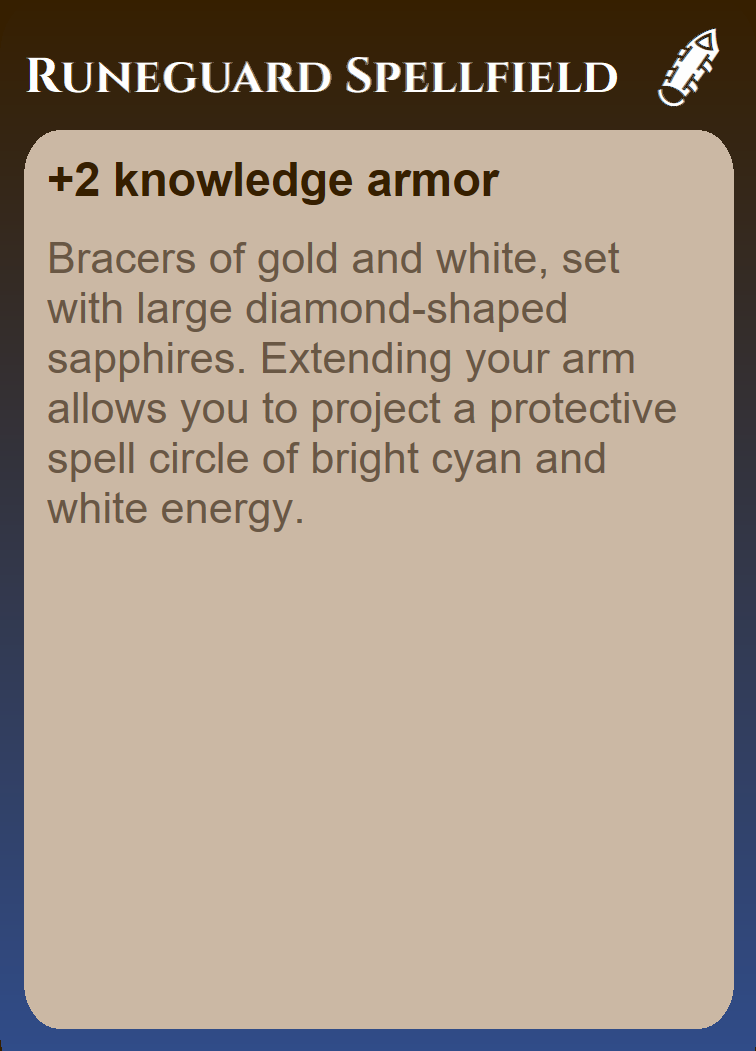 Runeguard Spellfield
+2 knowledge armor
Bracers of gold and white, set
with large diamond-shaped
sapphires. Extending your arm
allows you to project a protective
spell circle of bright cyan and
white energy.